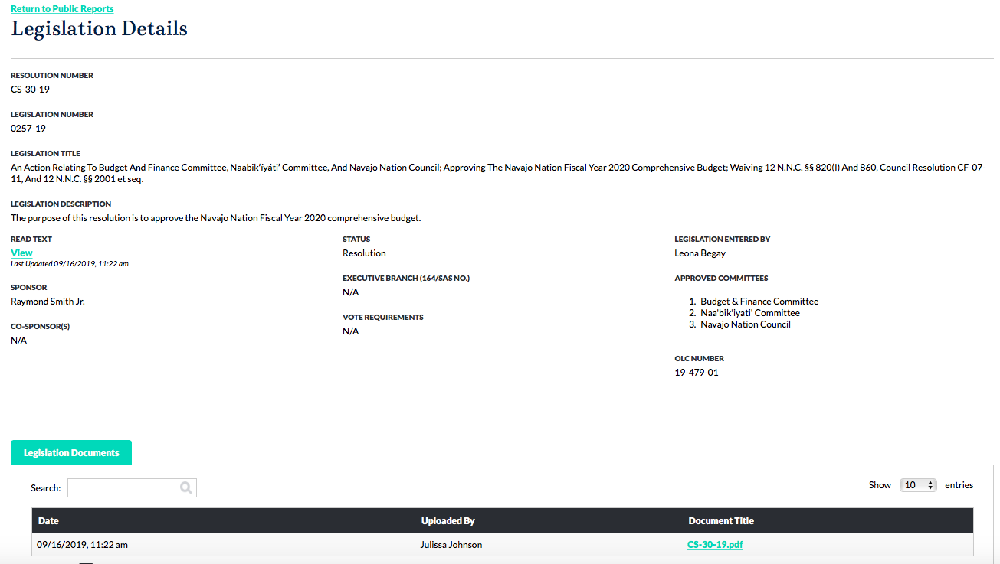 Return to Public Reports
Legislation Details
RESOLUTION NUMBER
CS-30-19
LEGISLATION NUMBER
0257-19
LEGISLATION TITLE
An Action Relating To Budget And Finance Committee, Naabik'íyáti' Committee, And Navajo Nation Council; Approving The Navajo Nation Fiscal Year 2020 Comprehensive Budget; Waiving 12 N.N.C. §§ 820(I) And 860, Council Resolution CF-07-
11, And 12 N.N.C. §§ 2001 et seq.
LEGISLATION DESCRIPTION
The purpose of this resolution is to approve the Navajo Nation Fiscal Year 2020 comprehensive budget.
READ TEXT
View
Last Updated 09/16/2019, 11:22 am
SPONSOR
Raymond Smith Jr.
CO-SPONSOR(S)
N/A
STATUS
Resolution
EXECUTIVE BRANCH (164/SAS NO.)
N/A
VOTE REQUIREMENTS
N/A
LEGISLATION ENTERED BY
Leona Begay
APPROVED COMMITTEES
1. Budget & Finance Committee
2. Naa'bik'iyati' Committee
3. Navajo Nation Council
OLC NUMBER
19-479-01
Legislation Documents
Search:
Show 10 entries
Date Uploaded By Document Title
09/16/2019, 11:22 am Julissa Johnson CS-30-19.pdf